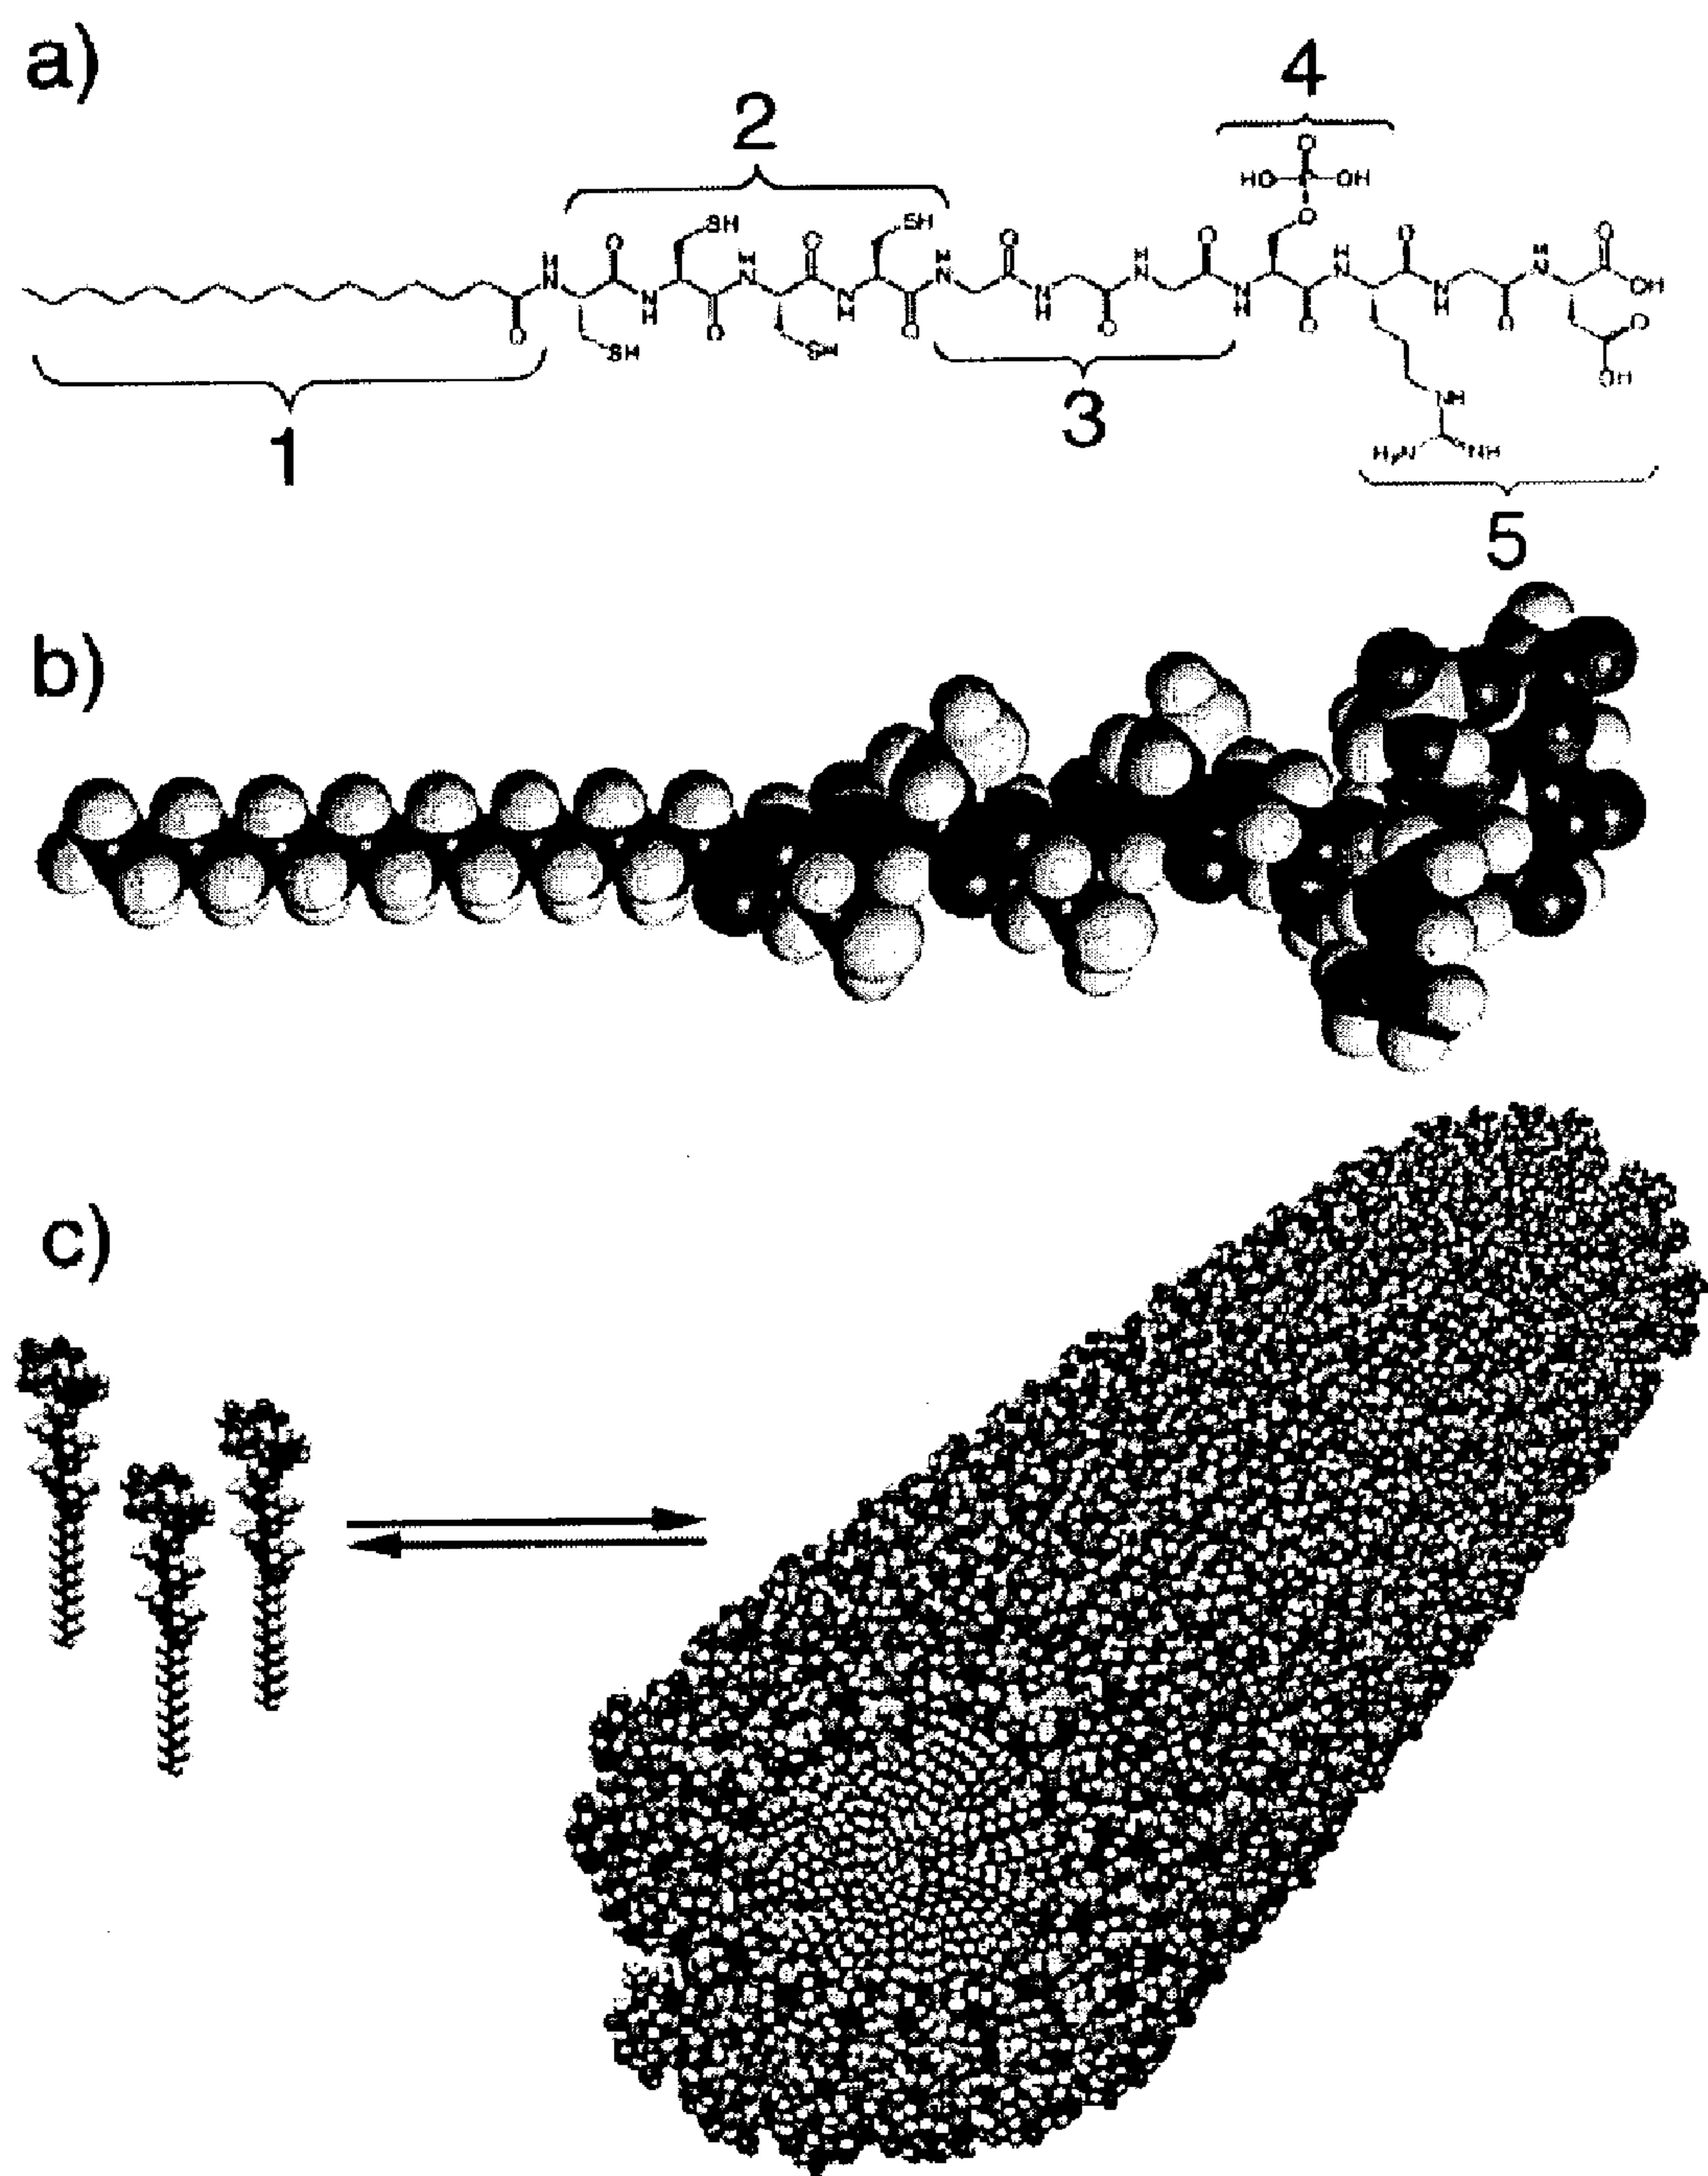 a)
4
2
O
HO P OH
O
SH SH
H O H O H O H O H O H O
N N N N N N
N N N N N N OH
H O H O H O H H O H O O
SH SH OH
1
3
NH
H₂N NH
5
b)
c)